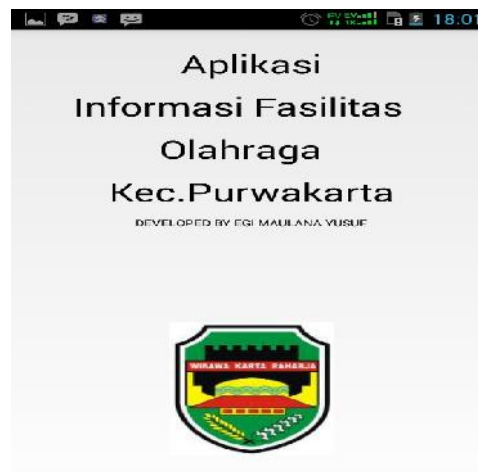 18.01
Aplikasi
Informasi Fasilitas
Olahraga
Kec.Purwakarta
DEVELOPED BY EGI MAULANA YUSUF
WIBAWA KARTA RAHARJA